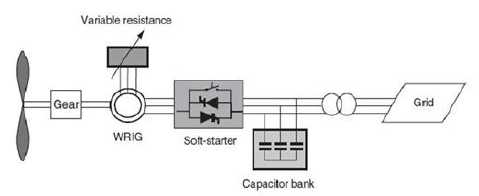 Variable resistance
Gear
WRIG
Soft-starter
Capacitor bank
Grid